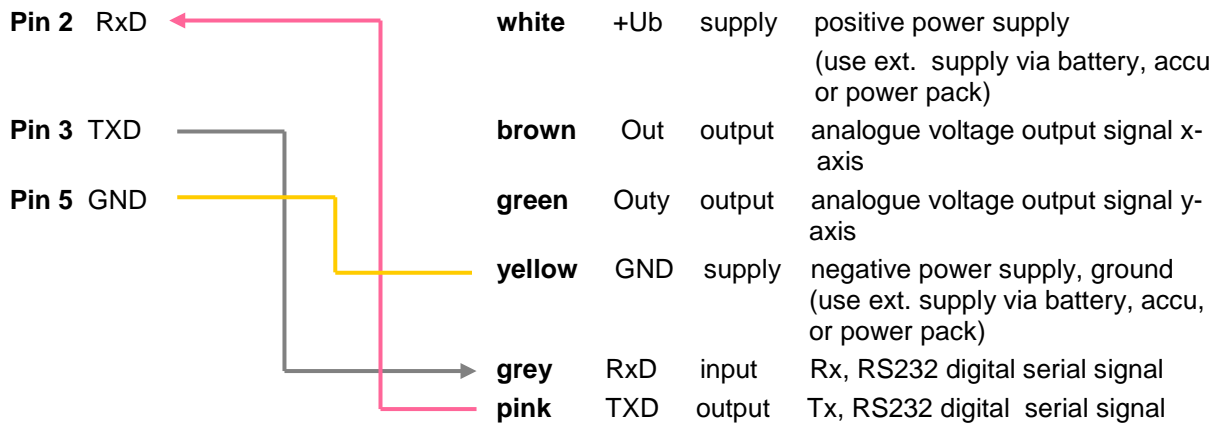 Pin 2 RxD white +Ub supply positive power supply
(use ext. supply via battery, accu
or power pack)
Pin 3 TXD brown Out output analogue voltage output signal x-
axis
Pin 5 GND green Outy output analogue voltage output signal y-
axis
yellow GND supply negative power supply, ground
(use ext. supply via battery, accu,
or power pack)
grey RxD input Rx, RS232 digital serial signal
pink TXD output Tx, RS232 digital serial signal